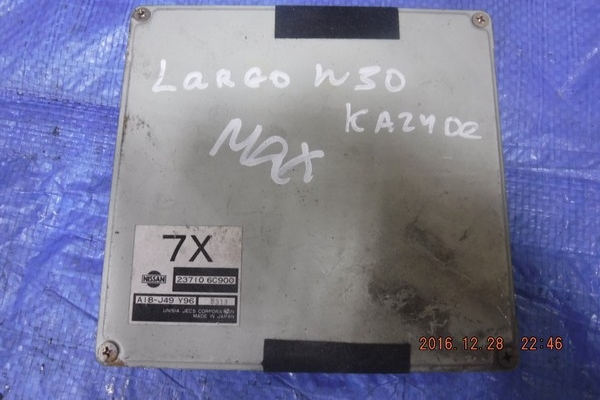 LARGO W30
KA24DE
MAX
7X
NISSAN
23710 6C900
A18-J49 Y96
UNISIA JECS CORPORATION
MADE IN JAPAN
2016.12.28 22:46